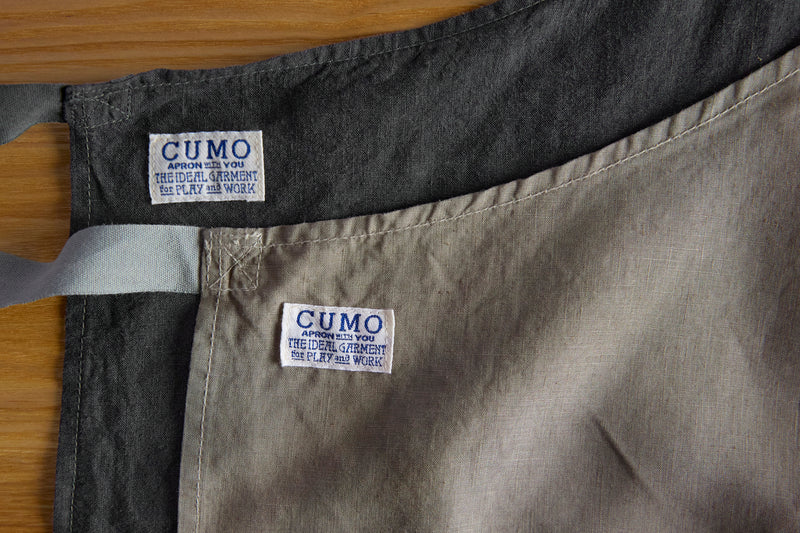 CUMO
APRON WITH YOU
THE IDEAL GARMENT
for PLAY and WORK
CUMO
APRON WITH YOU
THE IDEAL GARMENT
for PLAY and WORK